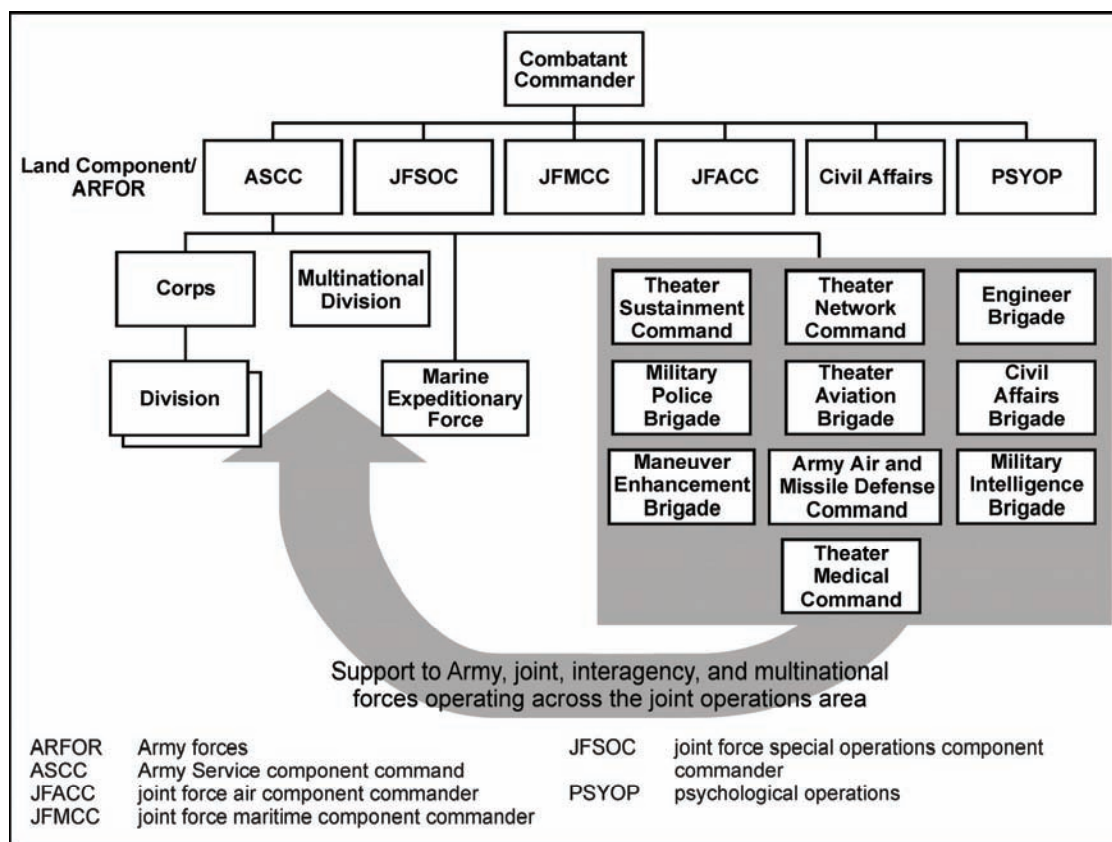 Combatant
Commander
Land Component/
ARFOR
ASCC
JFSOC
JFMCC
JFACC
Civil Affairs
PSYOP
Corps
Multinational
Division
Division
Marine
Expeditionary
Force
Theater
Sustainment
Command
Theater
Network
Command
Engineer
Brigade
Military
Police
Brigade
Theater
Aviation
Brigade
Civil
Affairs
Brigade
Maneuver
Enhancement
Brigade
Army Air and
Missile Defense
Command
Military
Intelligence
Brigade
Theater
Medical
Command
Support to Army, joint, interagency, and multinational
forces operating across the joint operations area
ARFOR Army forces
ASCC Army Service component command
JFACC joint force air component commander
JFMCC joint force maritime component commander
JFSOC joint force special operations component
commander
PSYOP psychological operations